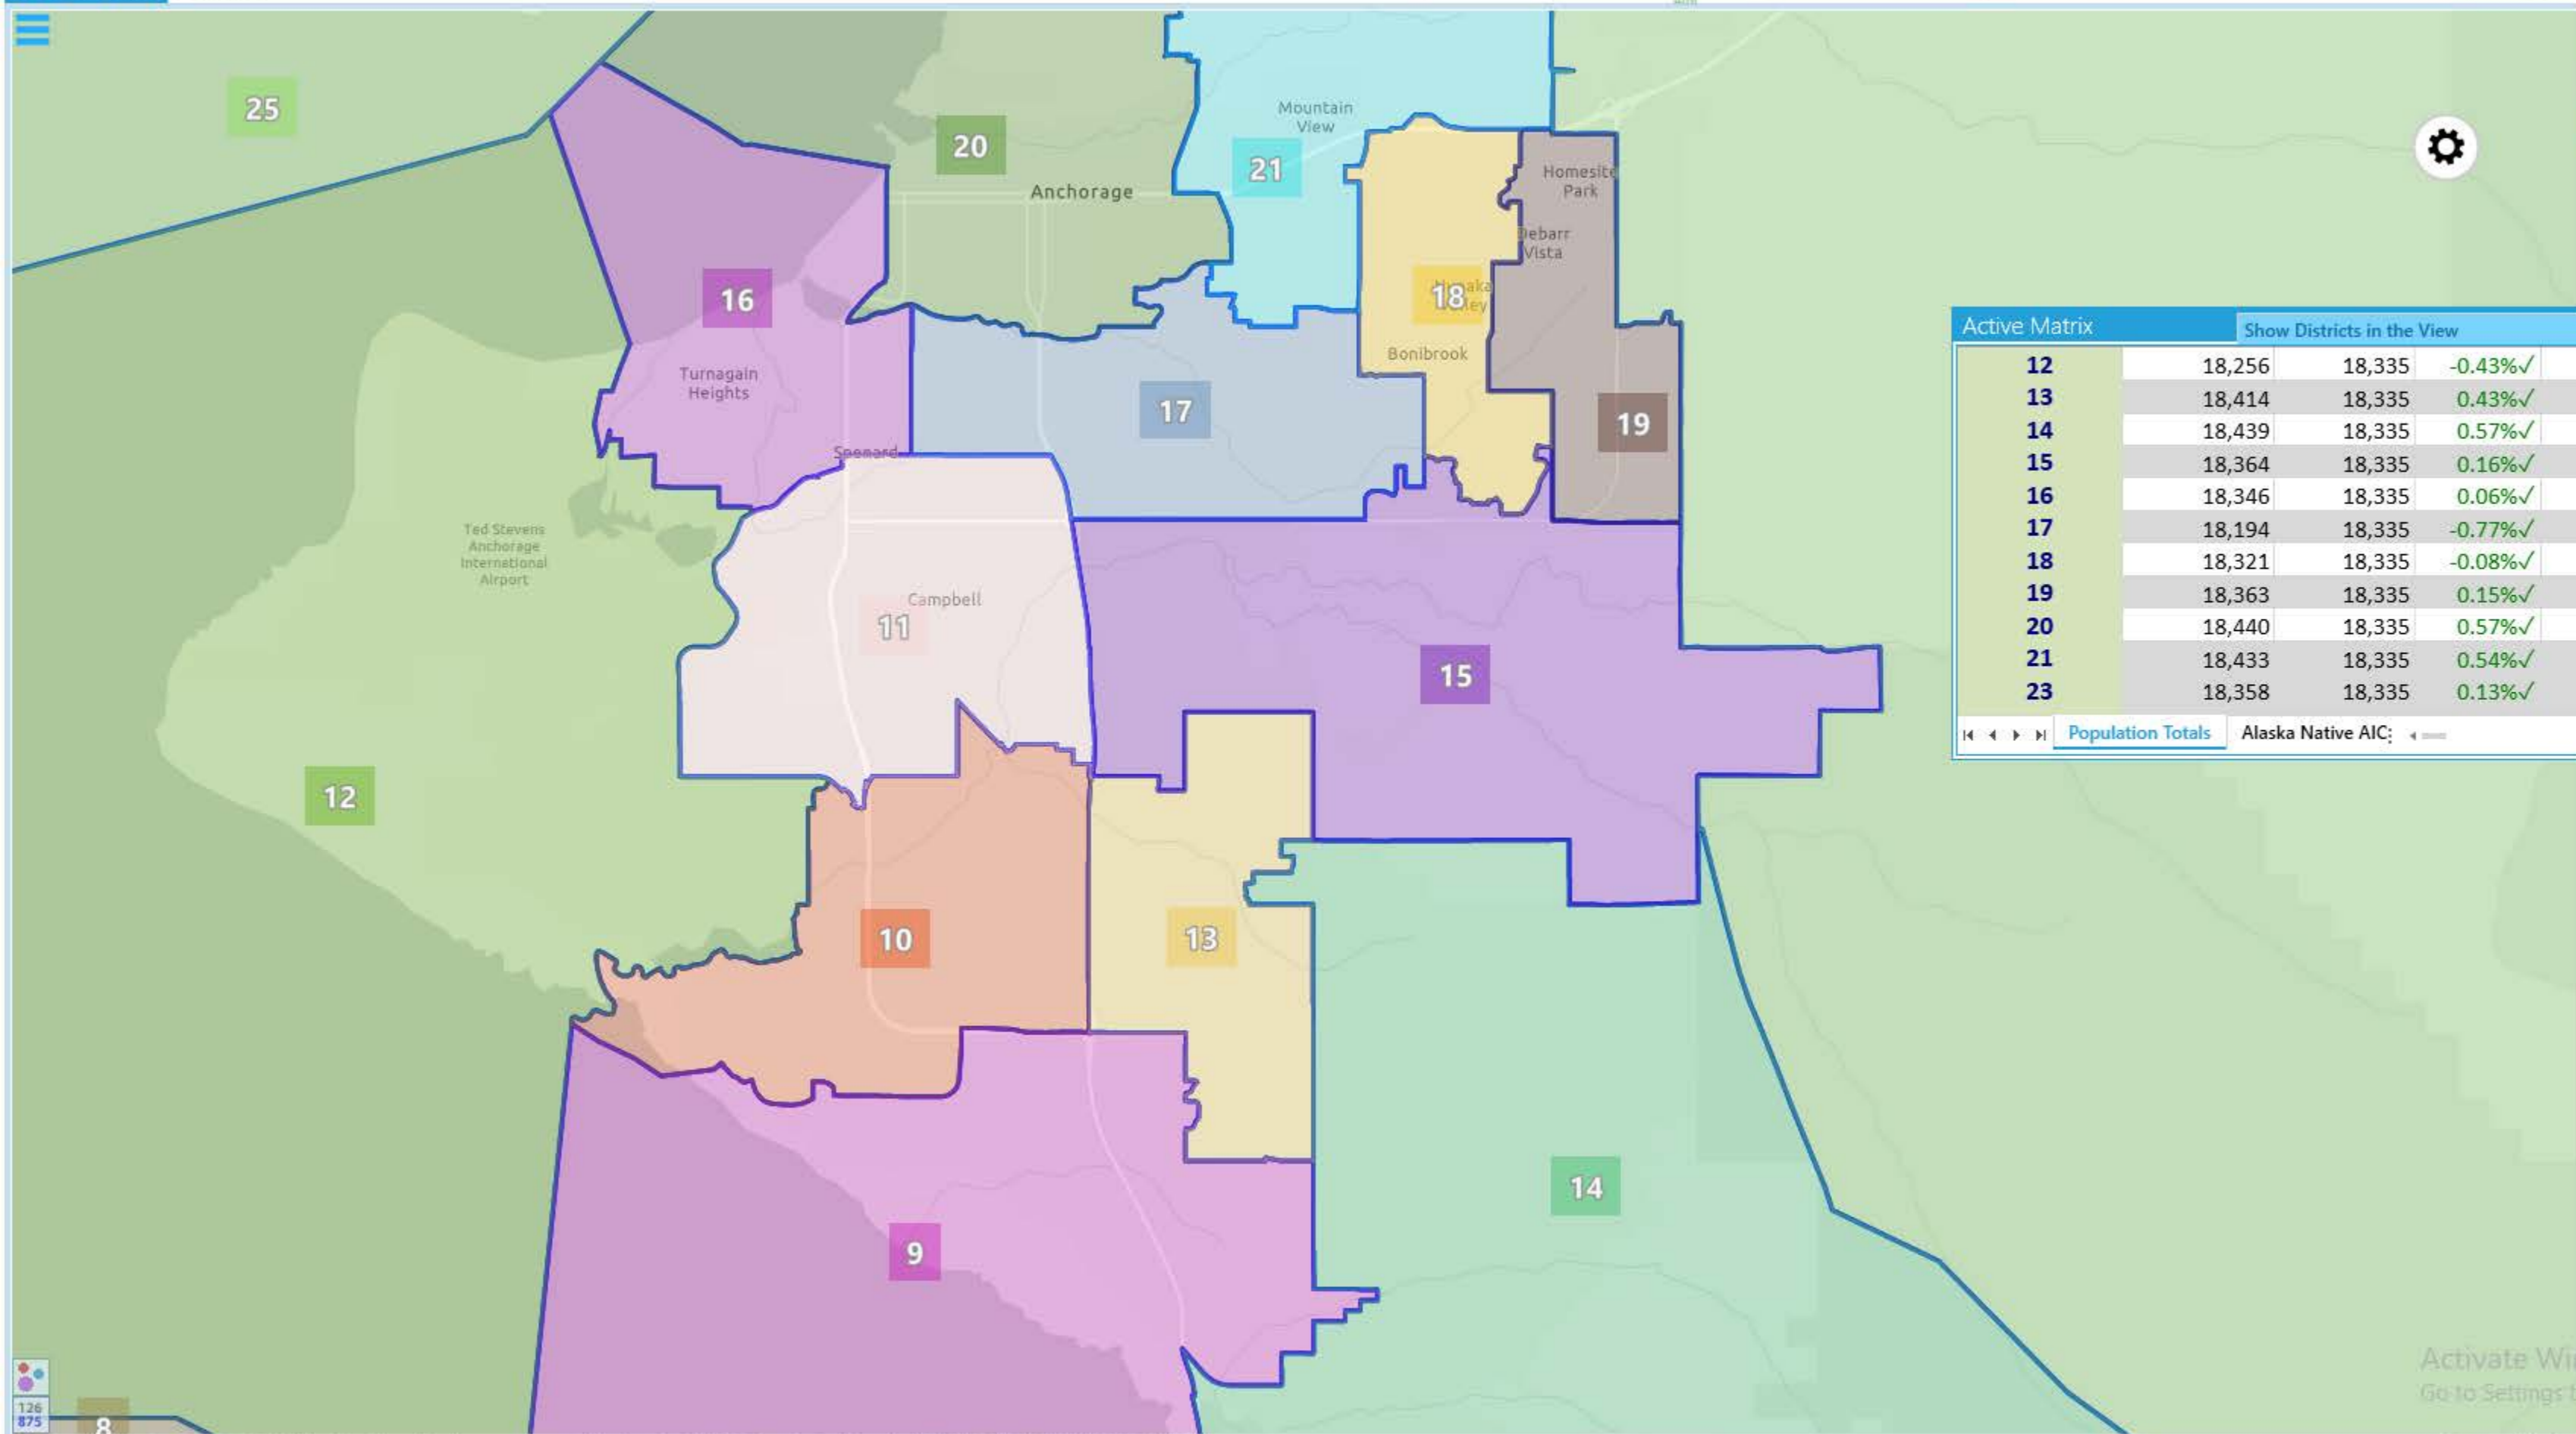 25
20
Mountain
View
21
Homesite
Park
Anchorage
Debarr
Vista
16
18
Turnagain
Heights
Bonibrook
17
19
Spenard
Ted Stevens
Anchorage
International
Airport
Campbell
11
15
12
10
13
14
9
8
126
875
Active Matrix
Show Districts in the View
12 18,256 18,335 -0.43%✓
13 18,414 18,335 0.43%✓
14 18,439 18,335 0.57%✓
15 18,364 18,335 0.16%✓
16 18,346 18,335 0.06%✓
17 18,194 18,335 -0.77%✓
18 18,321 18,335 -0.08%✓
19 18,363 18,335 0.15%✓
20 18,440 18,335 0.57%✓
21 18,433 18,335 0.54%✓
23 18,358 18,335 0.13%✓
Population Totals Alaska Native AIC
Activate Wi
Go to Settings t